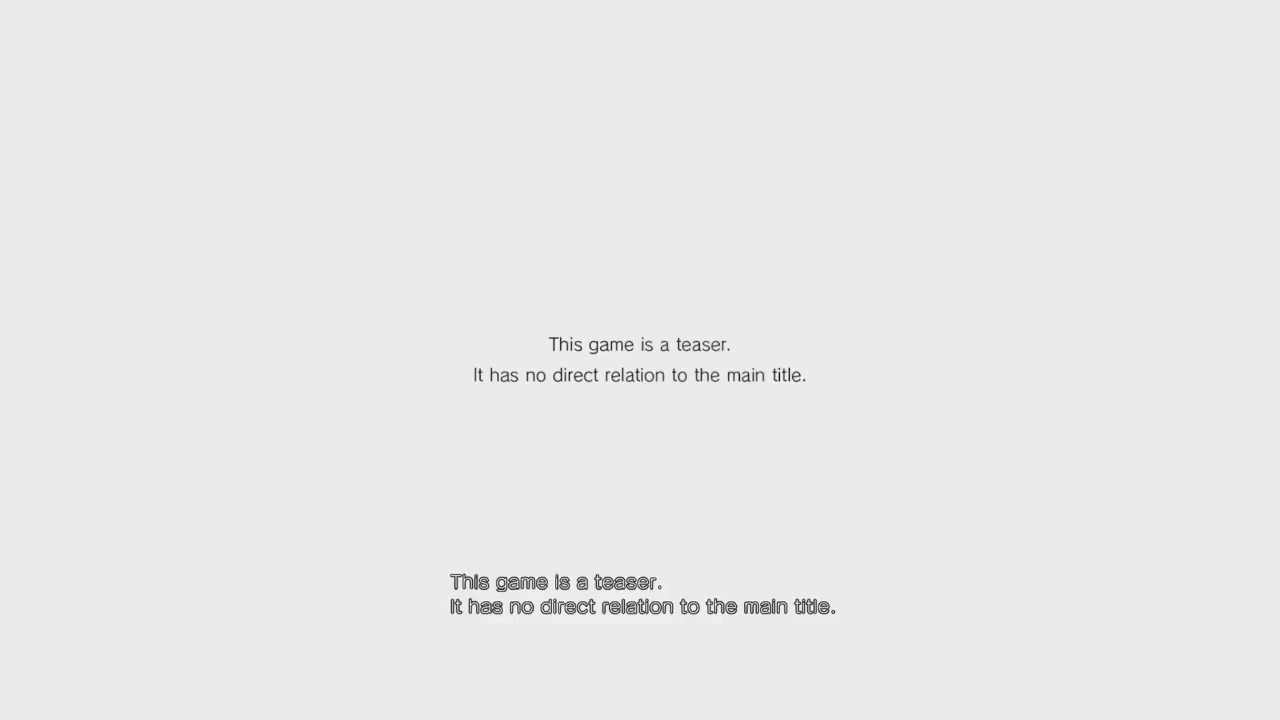 This game is a teaser.
It has no direct relation to the main title.
This game is a teaser.
It has no direct relation to the main title.